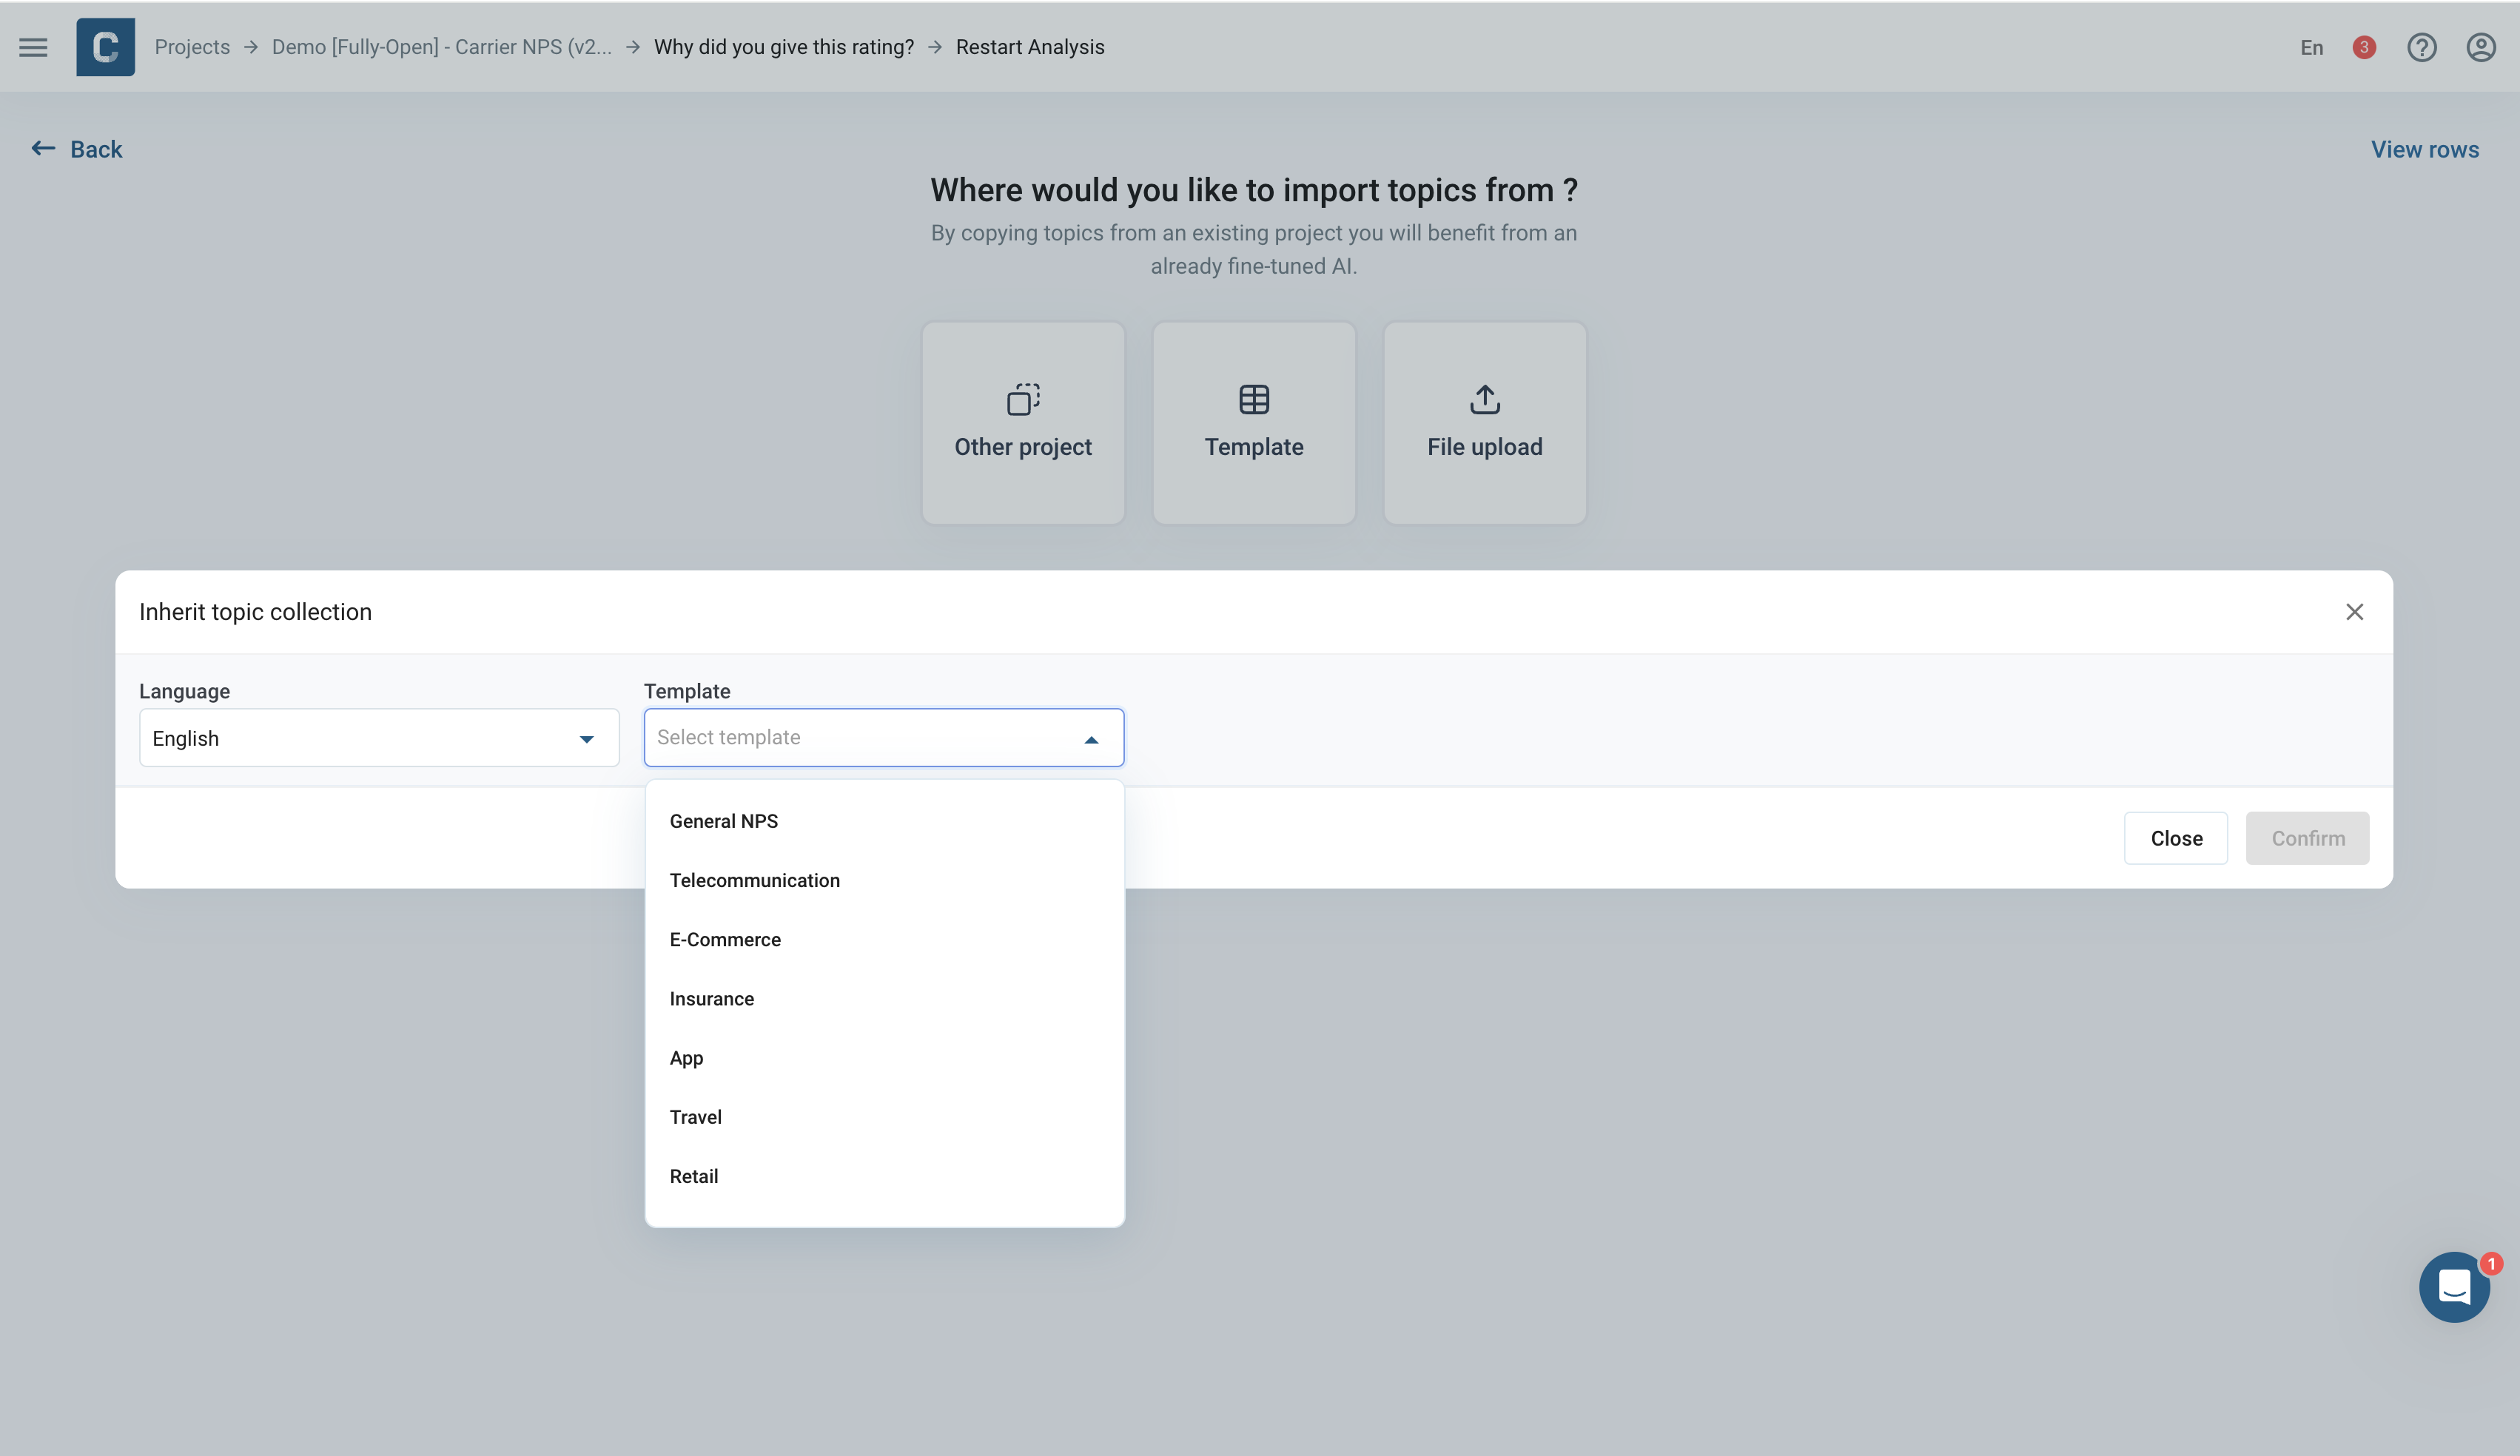 C
Projects → Demo [Fully-Open] - Carrier NPS (v2... → Why did you give this rating? → Restart Analysis
En
3
Back
View rows
Where would you like to import topics from ?
By copying topics from an existing project you will benefit from an
already fine-tuned AI.
Other project
Template
File upload
Inherit topic collection
Language
Template
English
Select template
General NPS
Telecommunication
E-Commerce
Insurance
App
Travel
Retail
Close
Confirm
1